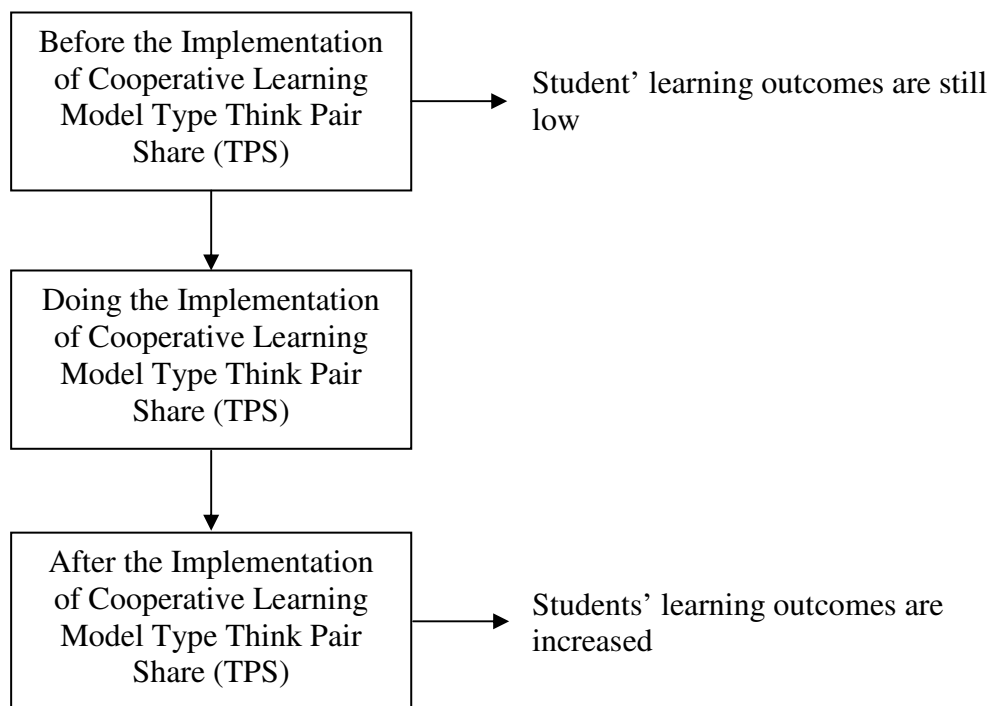 Before the Implementation
of Cooperative Learning
Model Type Think Pair
Share (TPS)
Student’ learning outcomes are still
low
Doing the Implementation
of Cooperative Learning
Model Type Think Pair
Share (TPS)
After the Implementation
of Cooperative Learning
Model Type Think Pair
Share (TPS)
Students’ learning outcomes are
increased